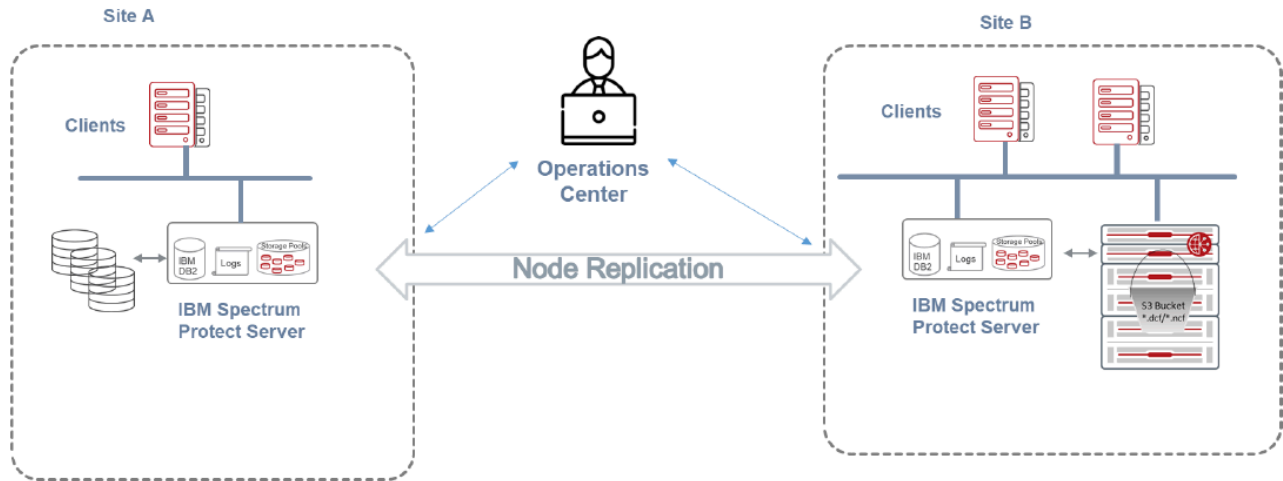 Site A
Clients
IBM
DB2
Logs
Storage Pools
IBM Spectrum
Protect Server
Operations
Center
Node Replication
Site B
Clients
IBM
DB2
Logs
Storage Pools
IBM Spectrum
Protect Server
S3 Bucket
*.dcf/*.ncf